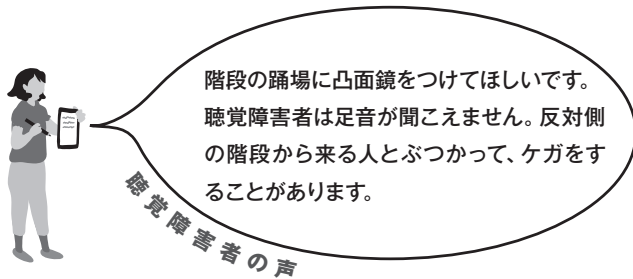 階段の踊場に凸面鏡をつけてほしいです。
聴覚障害者は足音が聞こえません。反対側
の階段から来る人とぶつかって、ケガをす
ることがあります。
聴覚障害者の声